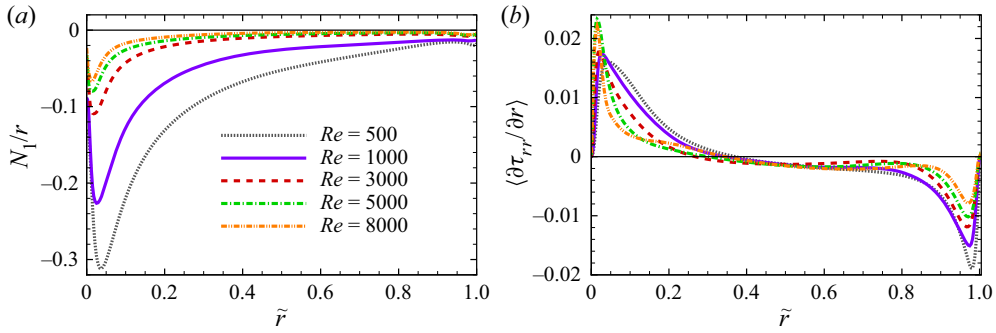 (a)
0
–0.1
–0.2
–0.3
N₁/r
0
0.2
0.4
0.6
0.8
1.0
r̃
Re = 500
Re = 1000
Re = 3000
Re = 5000
Re = 8000
(b)
0.02
0.01
0
–0.01
–0.02
⟨∂τrr/∂r⟩
0
0.2
0.4
0.6
0.8
1.0
r̃